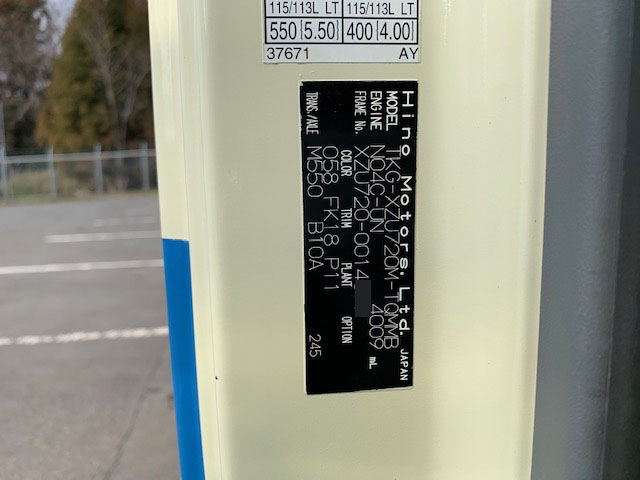 115/113L LT 115/113L LT
550 [5.50] 400 [4.00]
37671 AY
Hino Motors, Ltd. JAPAN
MODEL TKG-XZU720M-TQMMB
ENGINE N04C-UN 4009 mL
FRAME No. XZU720-0014
COLOR TRIM PLANT OPTION
058 FK18 P11
TRANS./AXLE M550 B10A 245